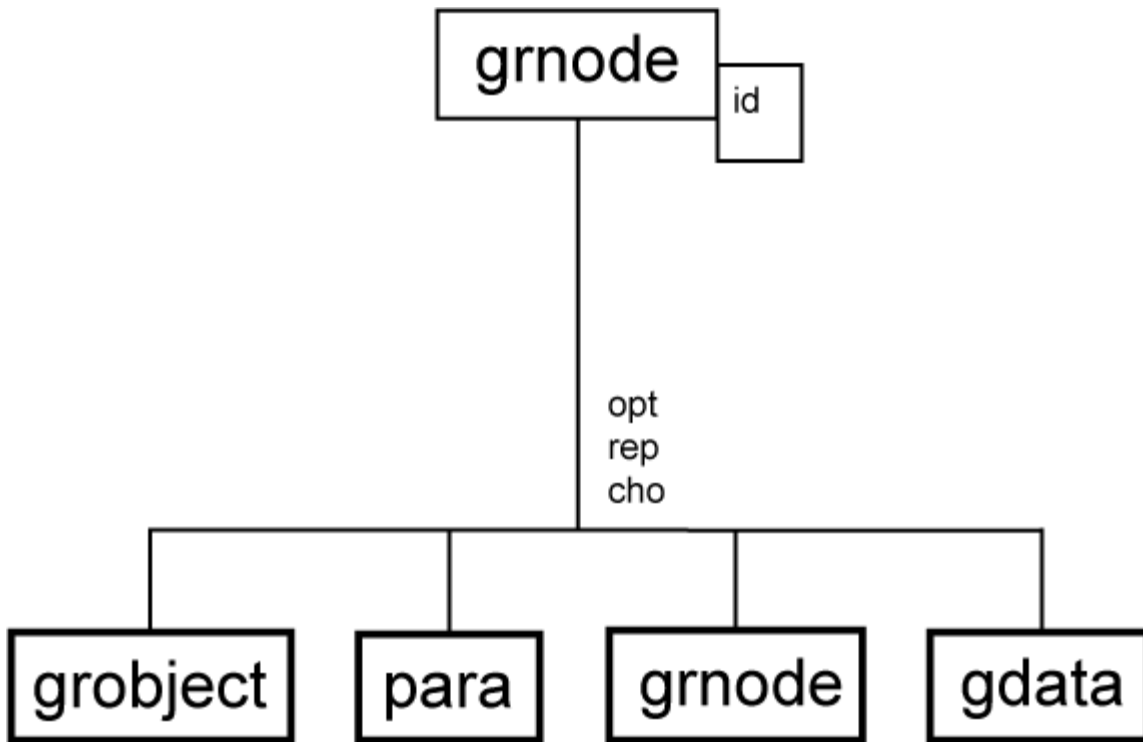 grnode
id
opt
rep
cho
grobject
para
grnode
gdata